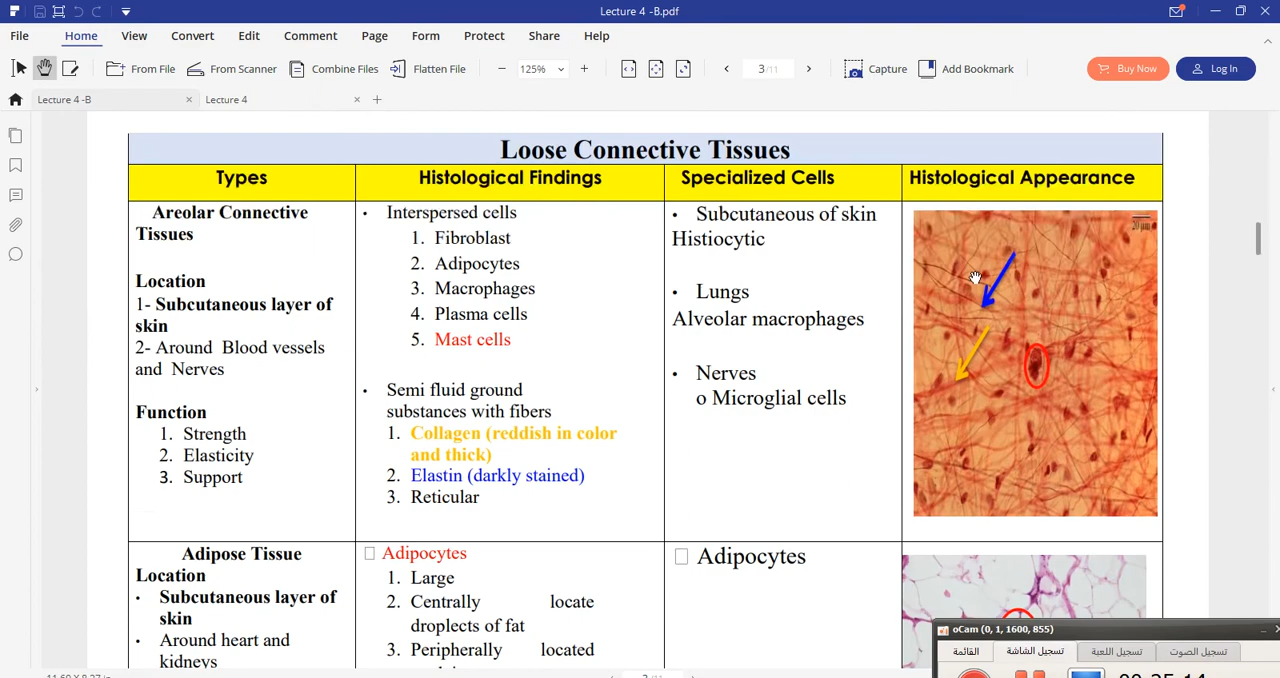 Lecture 4 -B.pdf
File
Home
View
Convert
Edit
Comment
Page
Form
Protect
Share
Help
From File
From Scanner
Combine Files
Flatten File
125%
3/11
Capture
Add Bookmark
Buy Now
Log In
Lecture 4 -B
Lecture 4
Loose Connective Tissues
Types
Histological Findings
Specialized Cells
Histological Appearance
Areolar Connective
Tissues
Location
1- Subcutaneous layer of
skin
2- Around Blood vessels
and Nerves
Function
1. Strength
2. Elasticity
3. Support
• Interspersed cells
1. Fibroblast
2. Adipocytes
3. Macrophages
4. Plasma cells
5. Mast cells
• Semi fluid ground
substances with fibers
1. Collagen (reddish in color
and thick)
2. Elastin (darkly stained)
3. Reticular
• Subcutaneous of skin
Histiocytic
• Lungs
Alveolar macrophages
• Nerves
o Microglial cells
20 µm
Adipose Tissue
Location
• Subcutaneous layer of
skin
• Around heart and
kidneys
Adipocytes
1. Large
2. Centrally locate
droplects of fat
3. Peripherally located
Adipocytes
oCam (0, 1, 1600, 855)
القائمة
تسجيل الشاشة
تسجيل اللعبة
تسجيل الصوت